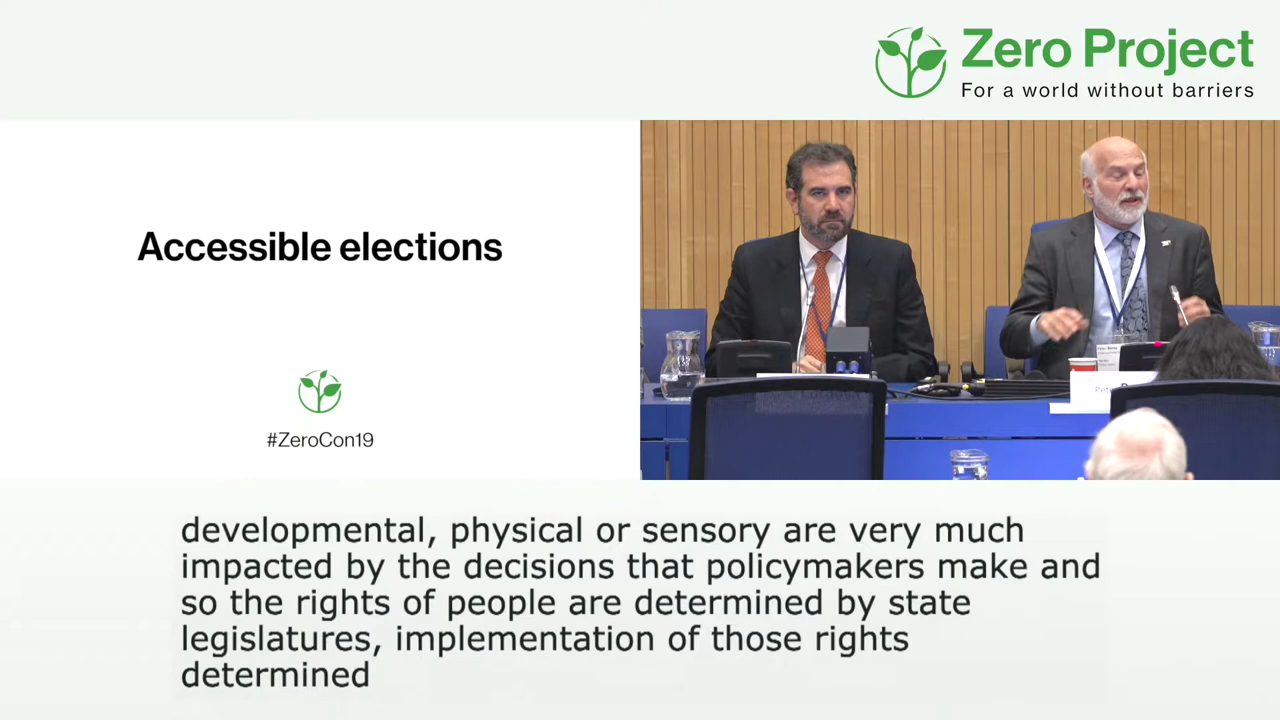 Zero Project
For a world without barriers
Accessible elections
#ZeroCon19
developmental, physical or sensory are very much
impacted by the decisions that policymakers make and
so the rights of people are determined by state
legislatures, implementation of those rights
determined